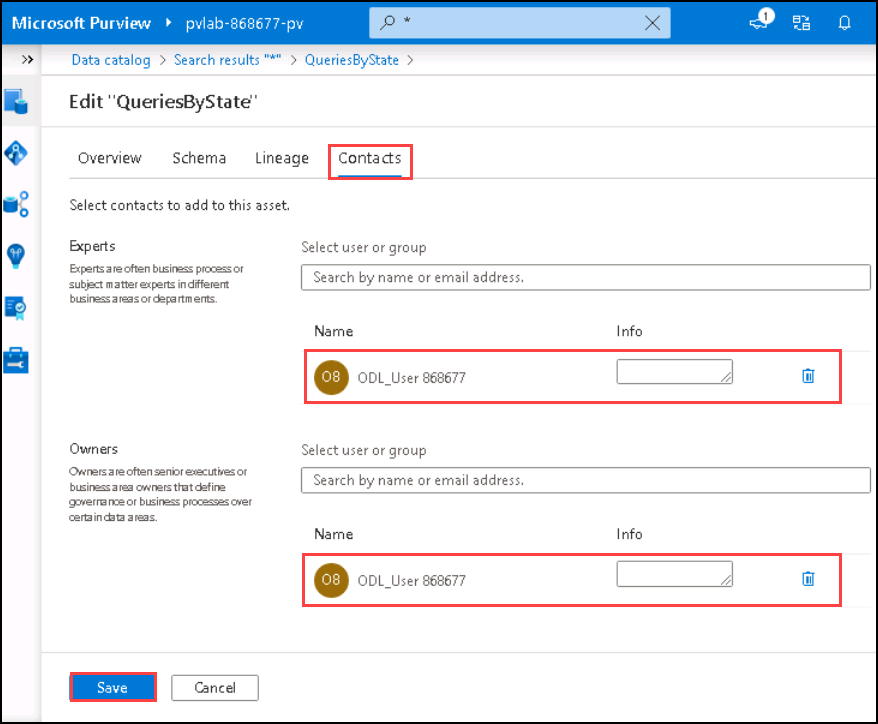 Microsoft Purview pvlab-868677-pv *
1
Data catalog > Search results "*" > QueriesByState >
Edit "QueriesByState"
Overview Schema Lineage Contacts
Select contacts to add to this asset.
Experts
Experts are often business process or
subject matter experts in different
business areas or departments.
Select user or group
Search by name or email address.
Name Info
O8 ODL_User 868677
Owners
Owners are often senior executives or
business area owners that define
governance or business processes over
certain data areas.
Select user or group
Search by name or email address.
Name Info
O8 ODL_User 868677
Save Cancel